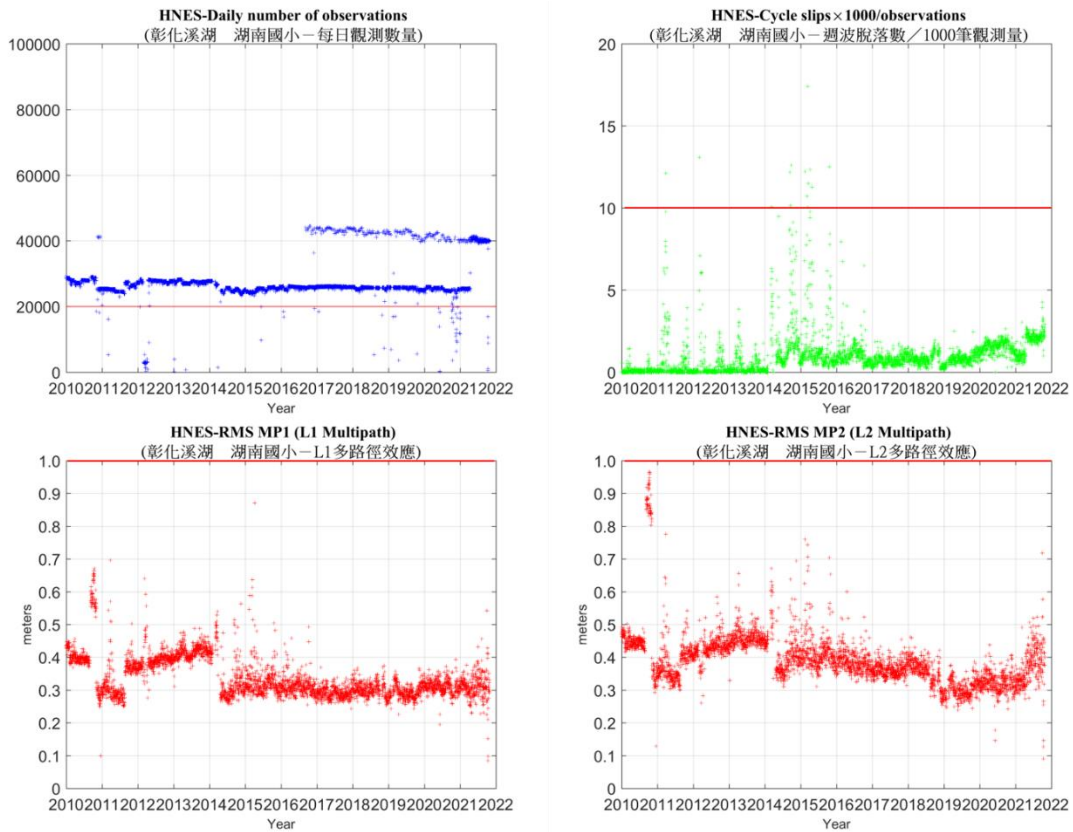 HNES-Daily number of observations
(彰化溪湖　湖南國小－每日觀測數量)
100000
80000
60000
40000
20000
0
2010 2011 2012 2013 2014 2015 2016 2017 2018 2019 2020 2021 2022
Year
HNES-Cycle slips×1000/observations
(彰化溪湖　湖南國小－週波脫落數／1000筆觀測量)
20
15
10
5
0
2010 2011 2012 2013 2014 2015 2016 2017 2018 2019 2020 2021 2022
Year
HNES-RMS MP1 (L1 Multipath)
(彰化溪湖　湖南國小－L1多路徑效應)
1.0
0.9
0.8
0.7
0.6
0.5
0.4
0.3
0.2
0.1
0
meters
2010 2011 2012 2013 2014 2015 2016 2017 2018 2019 2020 2021 2022
Year
HNES-RMS MP2 (L2 Multipath)
(彰化溪湖　湖南國小－L2多路徑效應)
1.0
0.9
0.8
0.7
0.6
0.5
0.4
0.3
0.2
0.1
0
meters
2010 2011 2012 2013 2014 2015 2016 2017 2018 2019 2020 2021 2022
Year